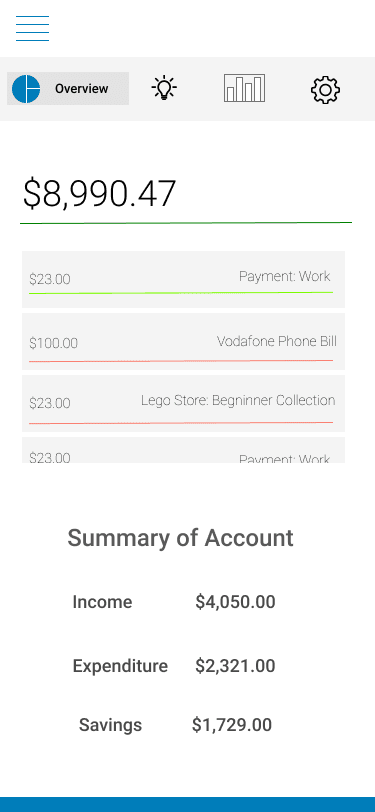 Overview
$8,990.47
$23.00 Payment: Work
$100.00 Vodafone Phone Bill
$23.00 Lego Store: Begninner Collection
$23.00 Payment: Work
Summary of Account
Income $4,050.00
Expenditure $2,321.00
Savings $1,729.00